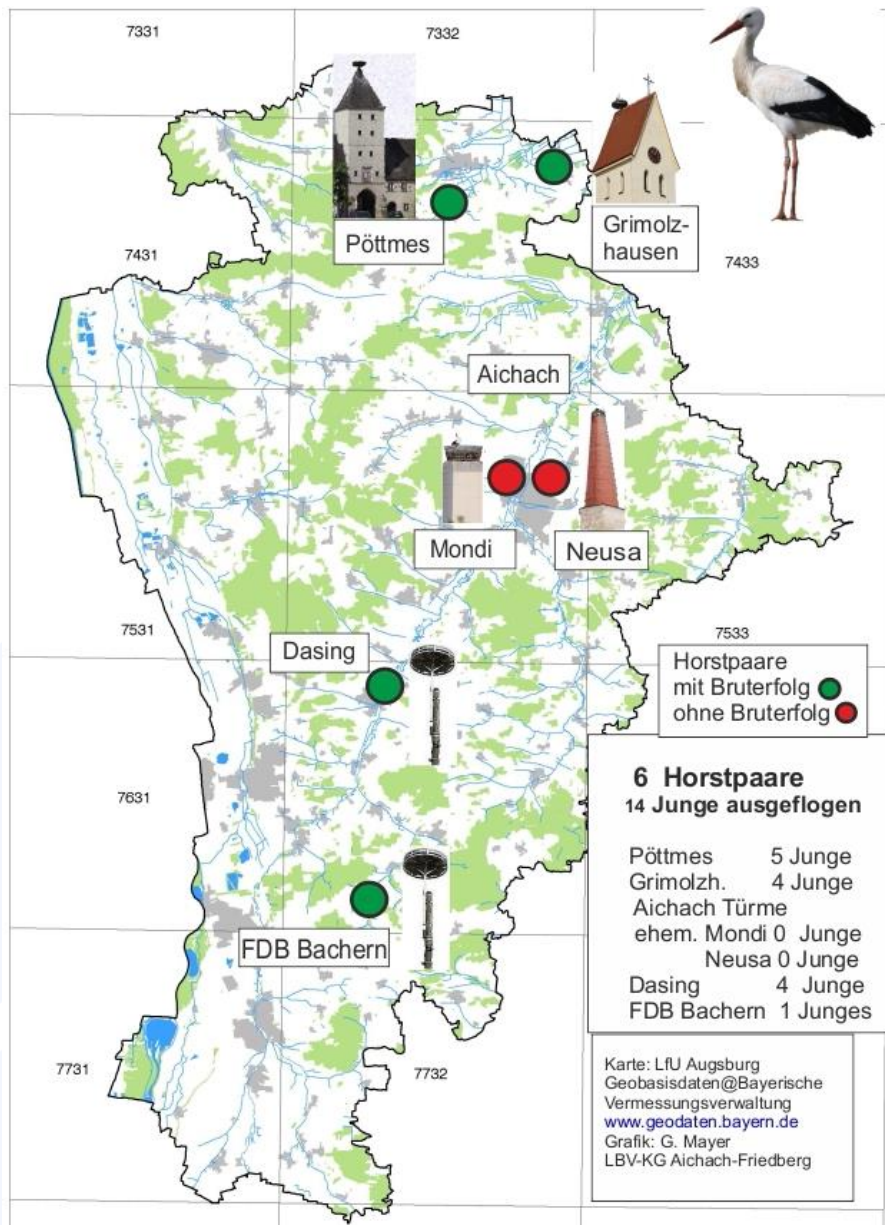 7331
7332
Pöttmes
Grimolz-
hausen
7431
7433
Aichach
Mondi
Neusa
7531
7533
Dasing
Horstpaare
mit Bruterfolg
ohne Bruterfolg
7631
6 Horstpaare
14 Junge ausgeflogen
Pöttmes 5 Junge
Grimolzh. 4 Junge
Aichach Türme
ehem. Mondi 0 Junge
Neusa 0 Junge
Dasing 4 Junge
FDB Bachern 1 Junges
FDB Bachern
7731
7732
Karte: LfU Augsburg
Geobasisdaten@Bayerische
Vermessungsverwaltung
www.geodaten.bayern.de
Grafik: G. Mayer
LBV-KG Aichach-Friedberg